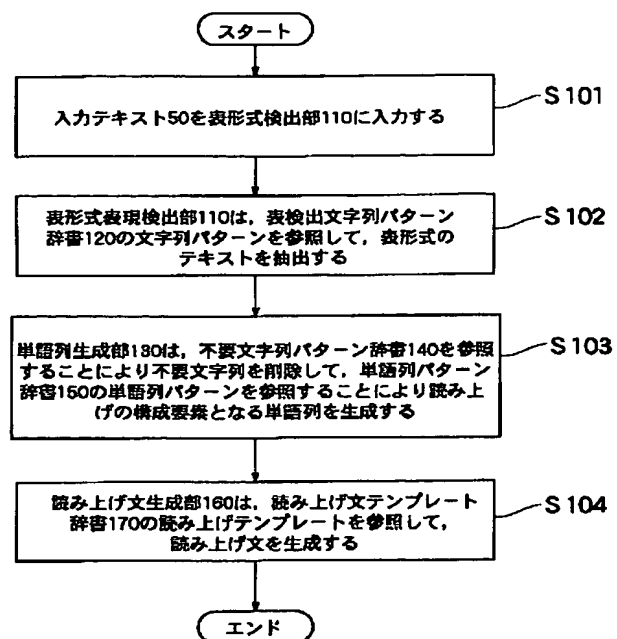 スタート
入力テキスト50を表形式検出部110に入力する
S101
表形式表現検出部110は，表検出文字列パターン
辞書120の文字列パターンを参照して，表形式の
テキストを抽出する
S102
単語列生成部130は，不要文字列パターン辞書140を参照
することにより不要文字列を削除して，単語列パターン
辞書150の単語列パターンを参照することにより読み上
げの構成要素となる単語列を生成する
S103
読み上げ文生成部160は，読み上げ文テンプレート
辞書170の読み上げテンプレートを参照して，
読み上げ文を生成する
S104
エンド